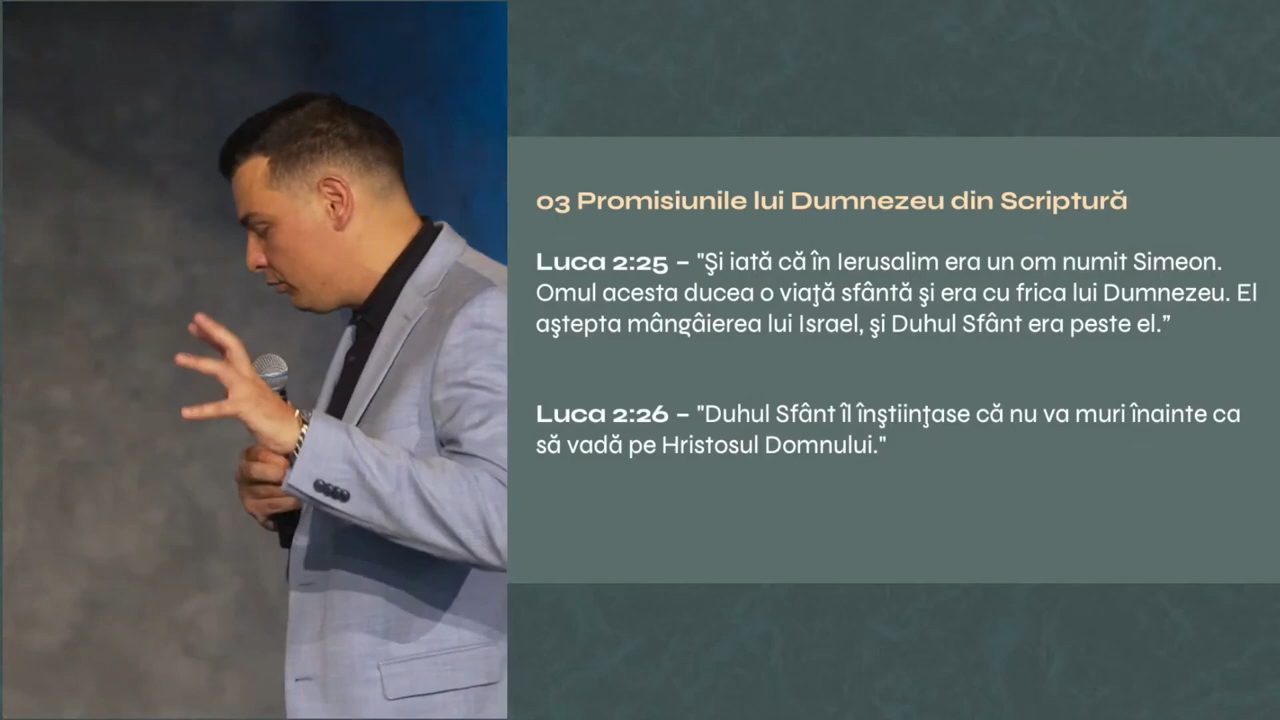 03 Promisiunile lui Dumnezeu din Scriptură
Luca 2:25 – "Şi iată că în Ierusalim era un om numit Simeon.
Omul acesta ducea o viaţă sfântă şi era cu frica lui Dumnezeu. El
aştepta mângâierea lui Israel, şi Duhul Sfânt era peste el.”
Luca 2:26 – "Duhul Sfânt îl înştiinţase că nu va muri înainte ca
să vadă pe Hristosul Domnului."